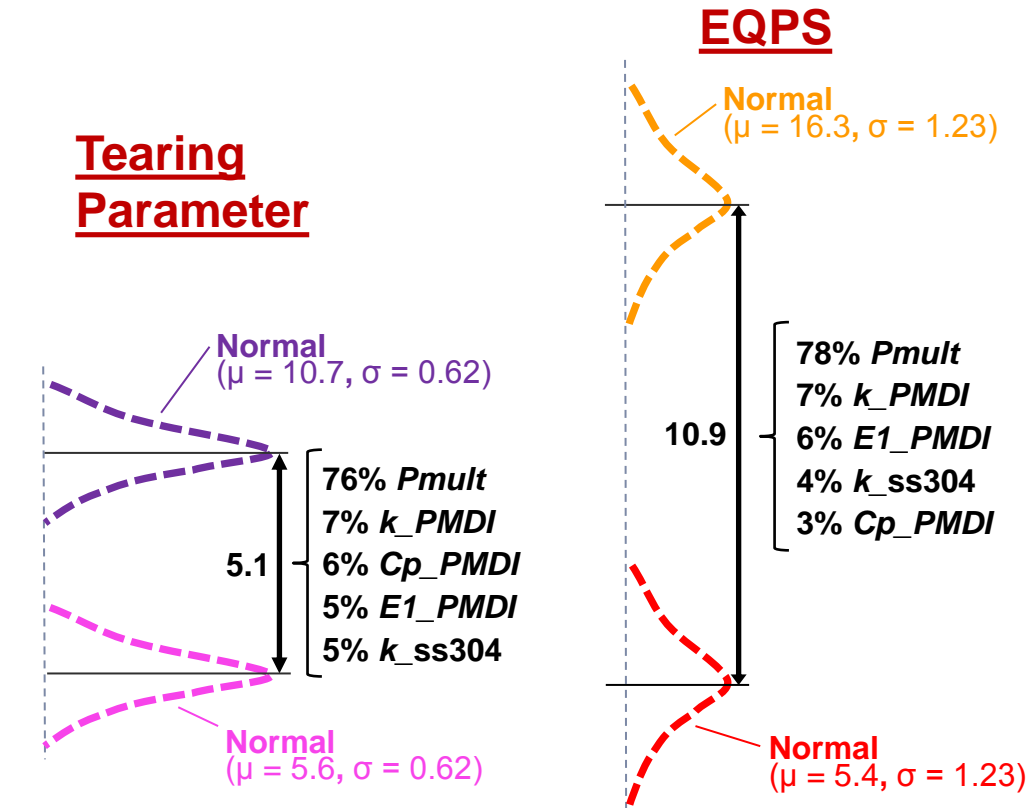 Tearing
Parameter
Normal
(μ = 10.7, σ = 0.62)
5.1
76% Pmult
7% k_PMDI
6% Cp_PMDI
5% E1_PMDI
5% k_ss304
Normal
(μ = 5.6, σ = 0.62)
EQPS
Normal
(μ = 16.3, σ = 1.23)
10.9
78% Pmult
7% k_PMDI
6% E1_PMDI
4% k_ss304
3% Cp_PMDI
Normal
(μ = 5.4, σ = 1.23)